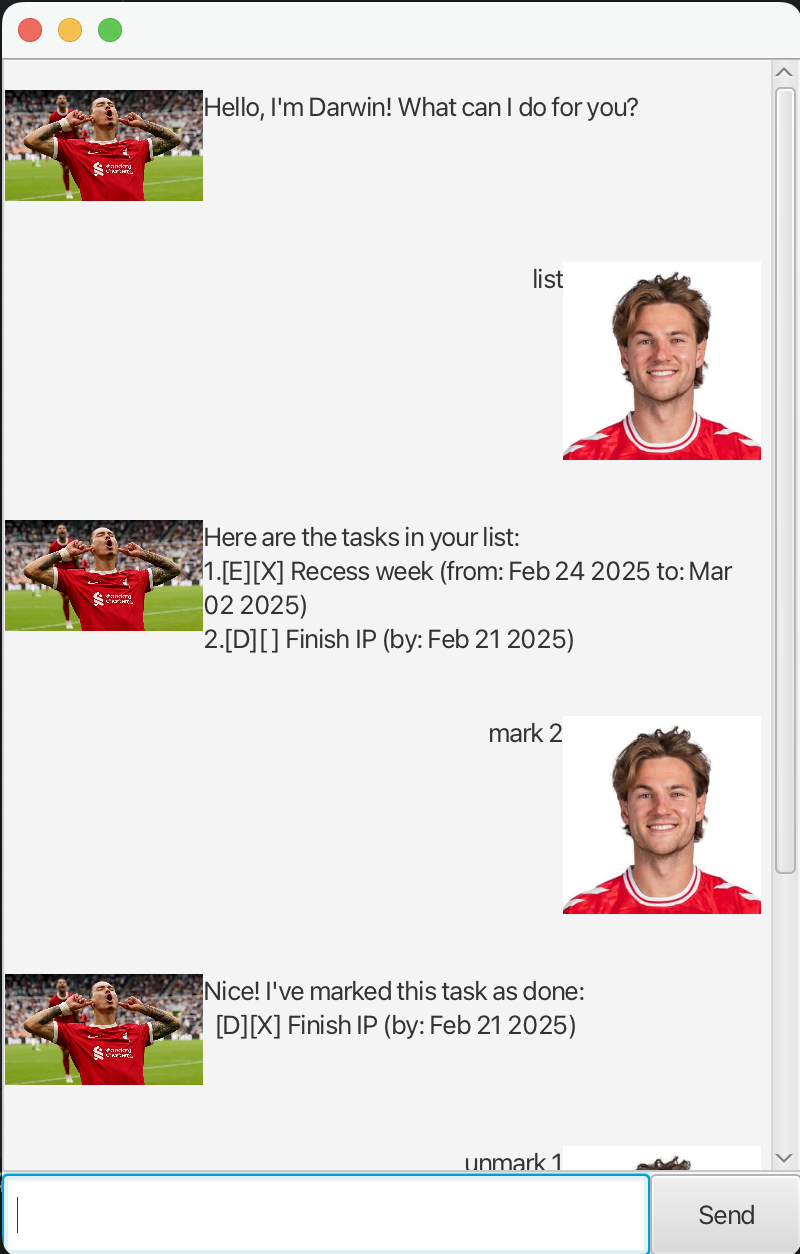 Hello, I'm Darwin! What can I do for you?
list
Here are the tasks in your list:
1.[E][X] Recess week (from: Feb 24 2025 to: Mar
02 2025)
2.[D][ ] Finish IP (by: Feb 21 2025)
mark 2
Nice! I've marked this task as done:
[D][X] Finish IP (by: Feb 21 2025)
unmark 1
Send